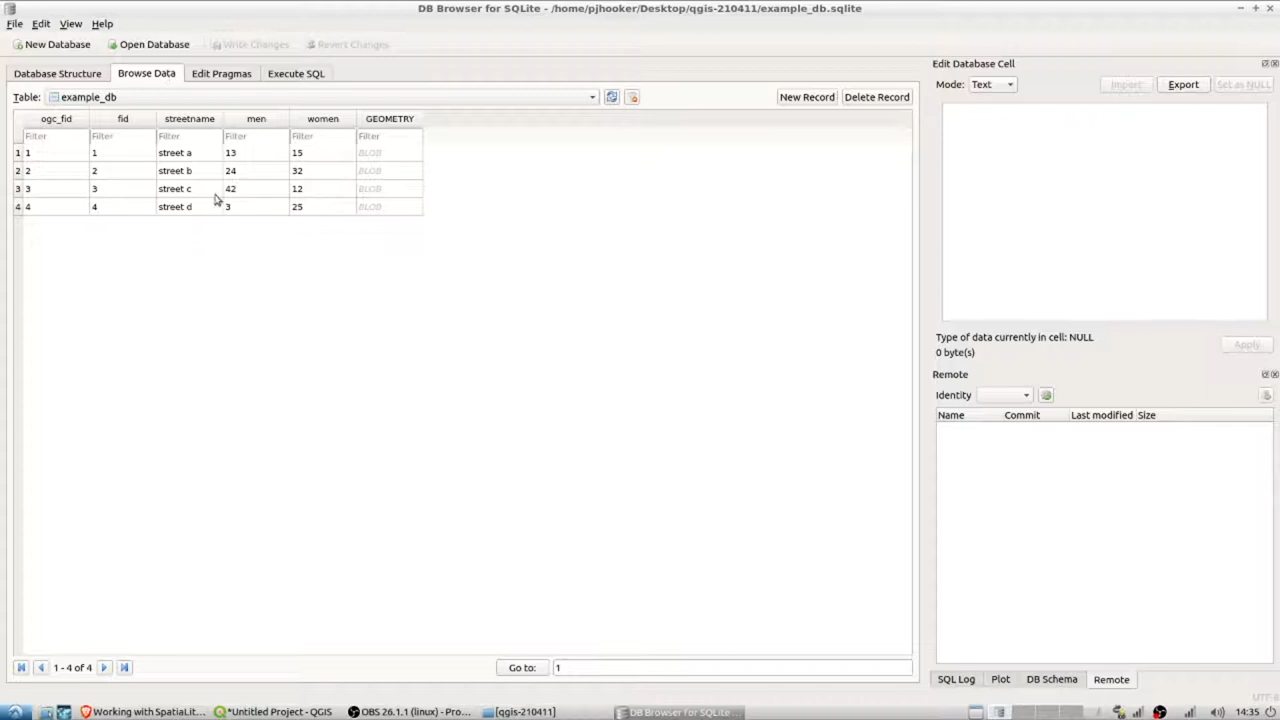 DB Browser for SQLite - /home/pjhooker/Desktop/qgis-210411/example_db.sqlite
File Edit View Help
New Database Open Database Write Changes Revert Changes
Database Structure Browse Data Edit Pragmas Execute SQL
Table: example_db New Record Delete Record
ogc_fid fid streetname men women GEOMETRY
Filter Filter Filter Filter Filter Filter
1 1 1 street a 13 15 BLOB
2 2 2 street b 24 32 BLOB
3 3 3 street c 42 12 BLOB
4 4 4 street d 3 25 BLOB
1 - 4 of 4 Go to: 1
Edit Database Cell
Mode: Text Import Export Set as NULL
Type of data currently in cell: NULL
0 byte(s)
Apply
Remote
Identity
Name Commit Last modified Size
SQL Log Plot DB Schema Remote
UTF-8
Working with SpatiaLit... *Untitled Project - QGIS OBS 26.1.1 (linux) - Pro... [qgis-210411] DB Browser for SQLite ... 14:35